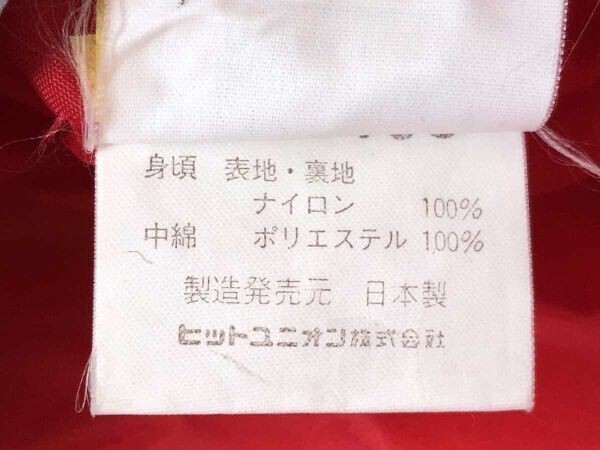 身頃 表地・裏地
ナイロン 100%
中綿 ポリエステル 100%
製造発売元 日本製
ヒットユニオン株式会社